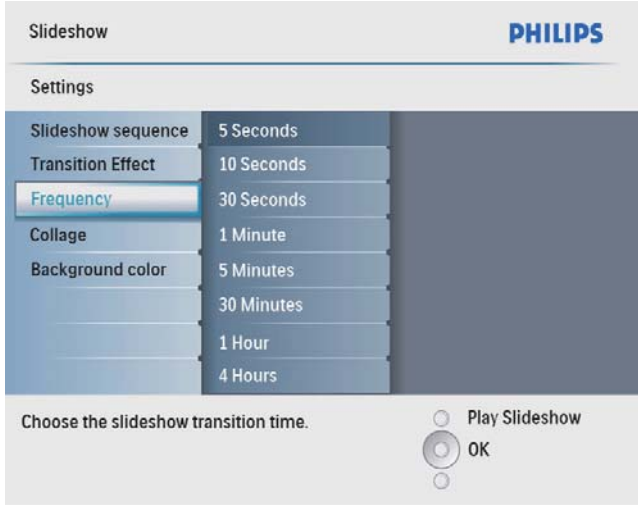 Slideshow
PHILIPS
Settings
Slideshow sequence
5 Seconds
Transition Effect
10 Seconds
Frequency
30 Seconds
Collage
1 Minute
Background color
5 Minutes
30 Minutes
1 Hour
4 Hours
Choose the slideshow transition time.
Play Slideshow
OK